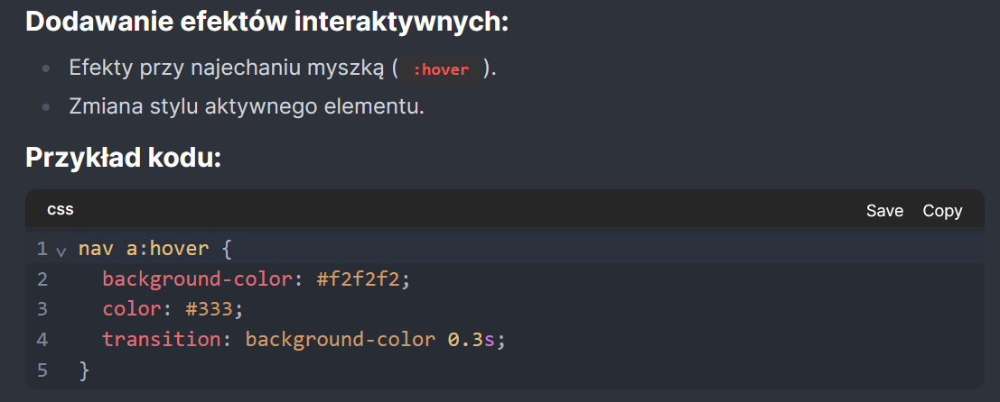 Dodawanie efektów interaktywnych:
• Efekty przy najechaniu myszką ( :hover ).
• Zmiana stylu aktywnego elementu.
Przykład kodu:
css Save Copy
1 nav a:hover {
2 background-color: #f2f2f2;
3 color: #333;
4 transition: background-color 0.3s;
5 }